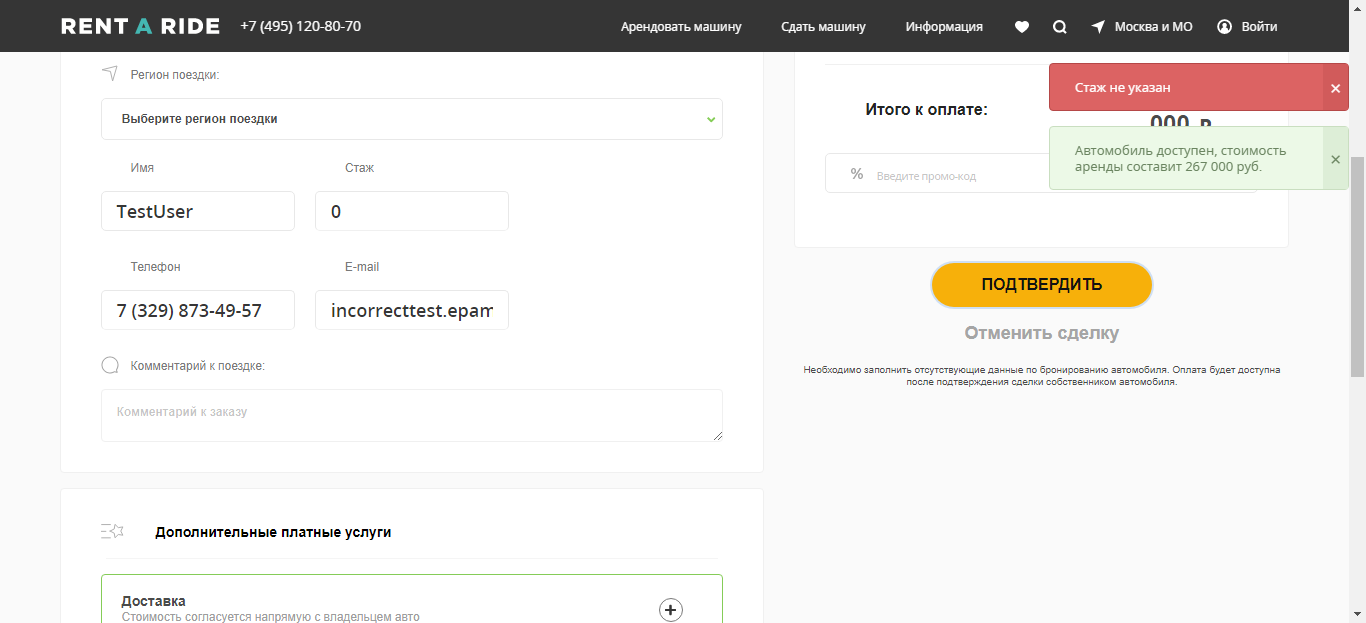 RENT A RIDE
+7 (495) 120-80-70
Арендовать машину
Сдать машину
Информация
Москва и МО
Войти
Регион поездки:
Выберите регион поездки
Имя
Стаж
TestUser
0
Телефон
E-mail
7 (329) 873-49-57
incorrecttest.epam
Комментарий к поездке:
Комментарий к заказу
Дополнительные платные услуги
Доставка
Стоимость согласуется напрямую с владельцем авто
Стаж не указан
Итого к оплате:
000
Автомобиль доступен, стоимость
аренды составит 267 000 руб.
% Введите промо-код
ПОДТВЕРДИТЬ
Отменить сделку
Необходимо заполнить отсутствующие данные по бронированию автомобиля. Оплата будет доступна
после подтверждения сделки собственником автомобиля.